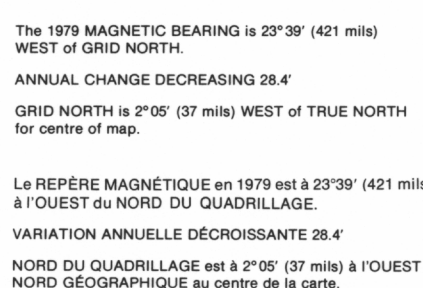 The 1979 MAGNETIC BEARING is 23°39′ (421 mils)
WEST of GRID NORTH.
ANNUAL CHANGE DECREASING 28.4′
GRID NORTH is 2°05′ (37 mils) WEST of TRUE NORTH
for centre of map.
Le REPÈRE MAGNÉTIQUE en 1979 est à 23°39′ (421 mils
à l'OUEST du NORD DU QUADRILLAGE.
VARIATION ANNUELLE DÉCROISSANTE 28.4′
NORD DU QUADRILLAGE est à 2°05′ (37 mils) à l'OUEST
NORD GÉOGRAPHIQUE au centre de la carte.